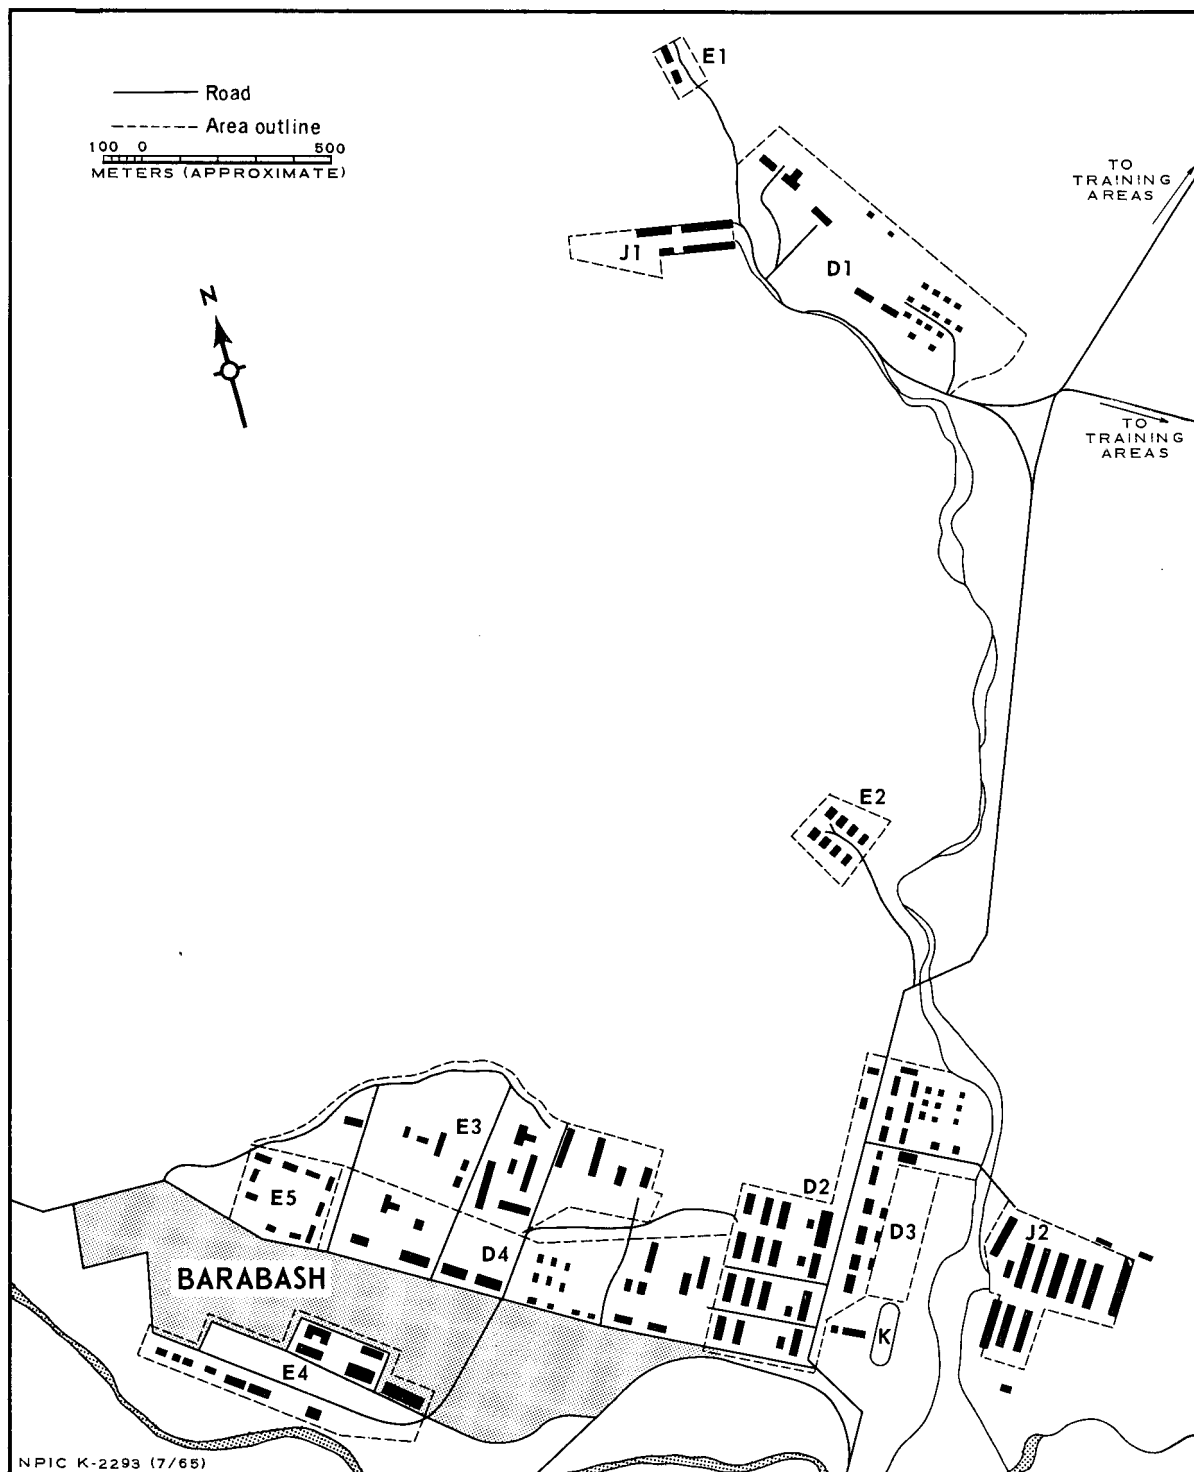 E1
Road
Area outline
100 0 500
METERS (APPROXIMATE)
TO
TRAINING
AREAS
J1
D1
N
TO
TRAINING
AREAS
E2
E3
E5
D2
D3
J2
D4
BARABASH
K
E4
NPIC K-2293 (7/65)